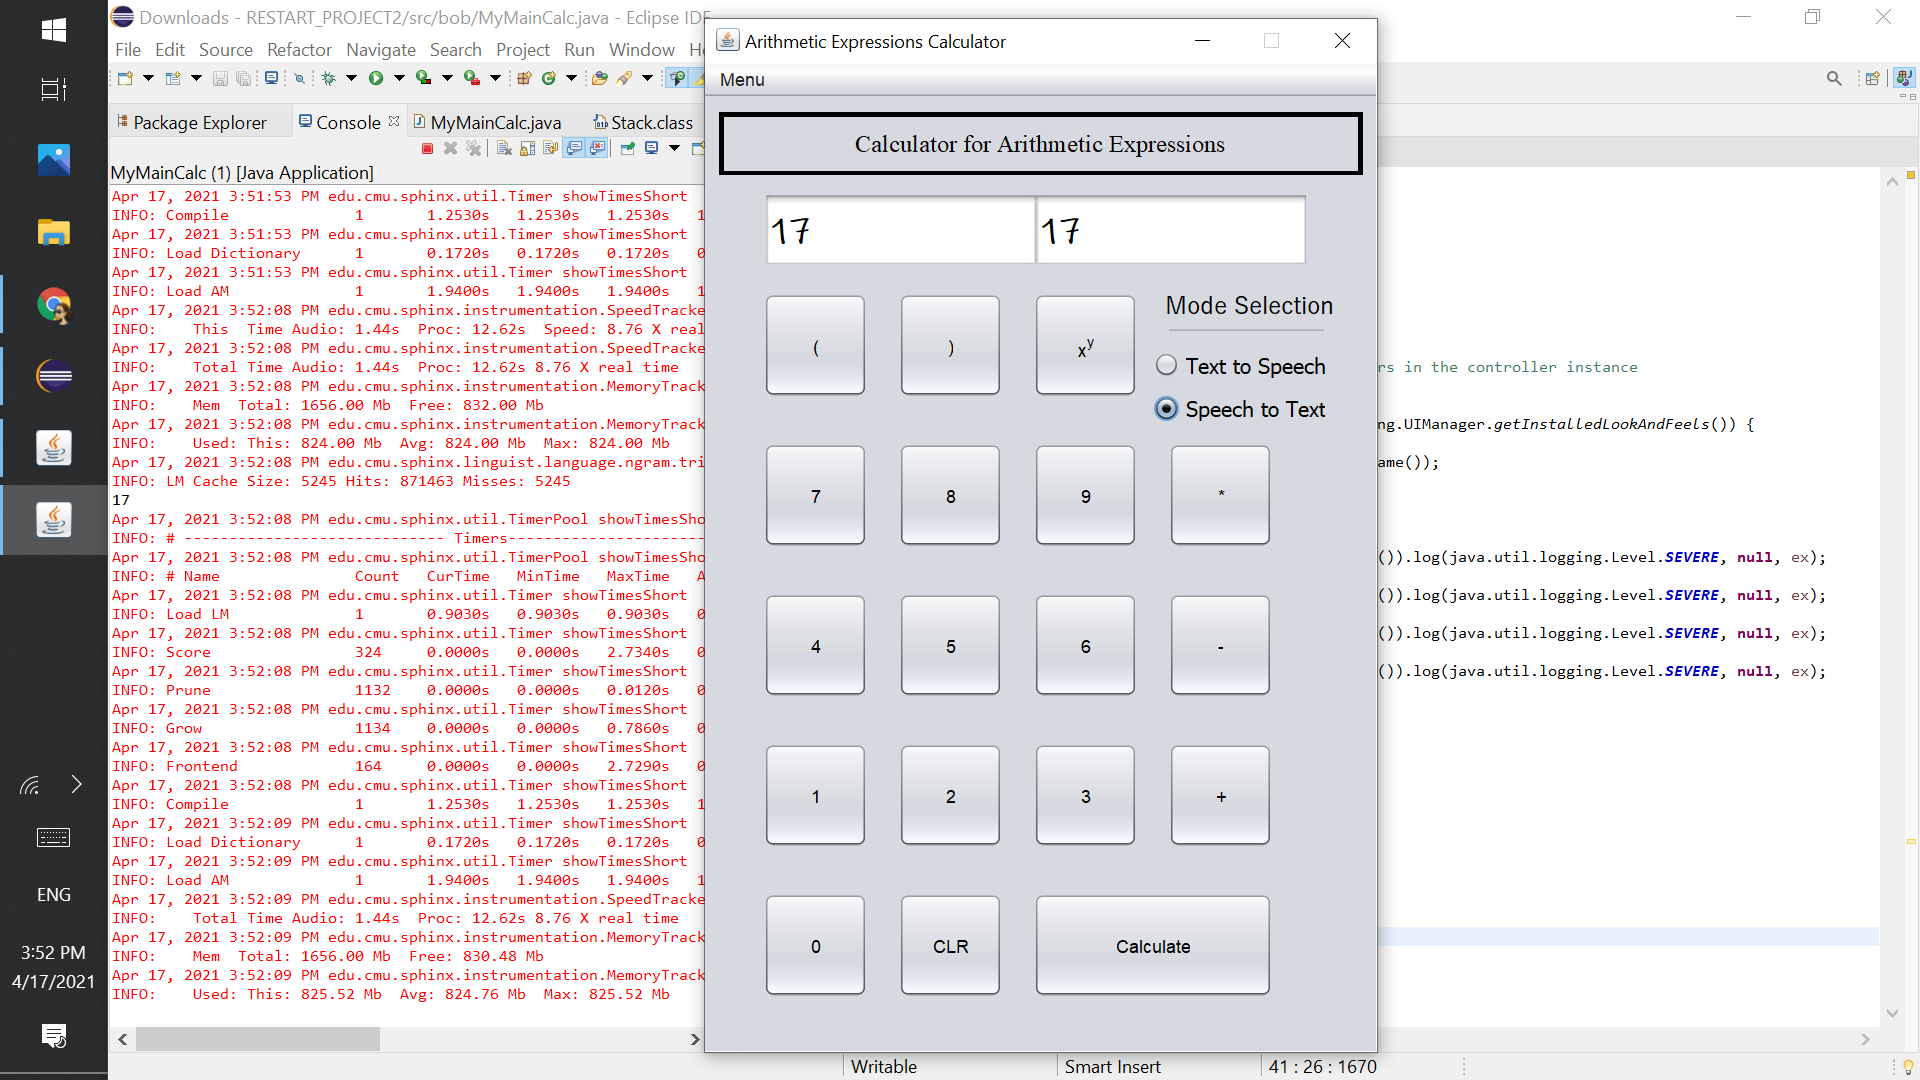 Downloads - RESTART_PROJECT2/src/bob/MyMainCalc.java - Eclipse IDE
File Edit Source Refactor Navigate Search Project Run Window
Package Explorer
Console
MyMainCalc.java
Stack.class
MyMainCalc (1) [Java Application]
Apr 17, 2021 3:51:53 PM edu.cmu.sphinx.util.Timer showTimesShort
INFO: Compile 1 1.2530s 1.2530s 1.2530s 1
Apr 17, 2021 3:51:53 PM edu.cmu.sphinx.util.Timer showTimesShort
INFO: Load Dictionary 1 0.1720s 0.1720s 0.1720s 0
Apr 17, 2021 3:51:53 PM edu.cmu.sphinx.util.Timer showTimesShort
INFO: Load AM 1 1.9400s 1.9400s 1.9400s 1
Apr 17, 2021 3:52:08 PM edu.cmu.sphinx.instrumentation.SpeedTracke
INFO: This Time Audio: 1.44s Proc: 12.62s Speed: 8.76 X real
Apr 17, 2021 3:52:08 PM edu.cmu.sphinx.instrumentation.SpeedTracke
INFO: Total Time Audio: 1.44s Proc: 12.62s 8.76 X real time
Apr 17, 2021 3:52:08 PM edu.cmu.sphinx.instrumentation.MemoryTrack
INFO: Mem Total: 1656.00 Mb Free: 832.00 Mb
Apr 17, 2021 3:52:08 PM edu.cmu.sphinx.instrumentation.MemoryTrack
INFO: Used: This: 824.00 Mb Avg: 824.00 Mb Max: 824.00 Mb
Apr 17, 2021 3:52:08 PM edu.cmu.sphinx.linguist.language.ngram.tri
INFO: LM Cache Size: 5245 Hits: 871463 Misses: 5245
17
Apr 17, 2021 3:52:08 PM edu.cmu.sphinx.util.TimerPool showTimesSho
INFO: # ----------------------------- Timers----------------------
Apr 17, 2021 3:52:08 PM edu.cmu.sphinx.util.TimerPool showTimesSho
INFO: # Name Count CurTime MinTime MaxTime A
Apr 17, 2021 3:52:08 PM edu.cmu.sphinx.util.Timer showTimesShort
INFO: Load LM 1 0.9030s 0.9030s 0.9030s 0
Apr 17, 2021 3:52:08 PM edu.cmu.sphinx.util.Timer showTimesShort
INFO: Score 324 0.0000s 0.0000s 2.7340s 0
Apr 17, 2021 3:52:08 PM edu.cmu.sphinx.util.Timer showTimesShort
INFO: Prune 1132 0.0000s 0.0000s 0.0120s 0
Apr 17, 2021 3:52:08 PM edu.cmu.sphinx.util.Timer showTimesShort
INFO: Grow 1134 0.0000s 0.0000s 0.7860s 0
Apr 17, 2021 3:52:08 PM edu.cmu.sphinx.util.Timer showTimesShort
INFO: Frontend 164 0.0000s 0.0000s 2.7290s 0
Apr 17, 2021 3:52:08 PM edu.cmu.sphinx.util.Timer showTimesShort
INFO: Compile 1 1.2530s 1.2530s 1.2530s 1
Apr 17, 2021 3:52:09 PM edu.cmu.sphinx.util.Timer showTimesShort
INFO: Load Dictionary 1 0.1720s 0.1720s 0.1720s 0
Apr 17, 2021 3:52:09 PM edu.cmu.sphinx.util.Timer showTimesShort
INFO: Load AM 1 1.9400s 1.9400s 1.9400s 1
Apr 17, 2021 3:52:09 PM edu.cmu.sphinx.instrumentation.SpeedTracke
INFO: Total Time Audio: 1.44s Proc: 12.62s 8.76 X real time
Apr 17, 2021 3:52:09 PM edu.cmu.sphinx.instrumentation.MemoryTrack
INFO: Mem Total: 1656.00 Mb Free: 830.48 Mb
Apr 17, 2021 3:52:09 PM edu.cmu.sphinx.instrumentation.MemoryTrack
INFO: Used: This: 825.52 Mb Avg: 824.76 Mb Max: 825.52 Mb
Arithmetic Expressions Calculator
Menu
Calculator for Arithmetic Expressions
17 17
( ) x^y
Mode Selection
Text to Speech
Speech to Text
7 8 9 *
4 5 6 -
1 2 3 +
0 CLR Calculate
rs in the controller instance
ng.UIManager.getInstalledLookAndFeels()) {
ame());
()).log(java.util.logging.Level.SEVERE, null, ex);
()).log(java.util.logging.Level.SEVERE, null, ex);
()).log(java.util.logging.Level.SEVERE, null, ex);
()).log(java.util.logging.Level.SEVERE, null, ex);
ENG
3:52 PM
4/17/2021
Writable Smart Insert 41 : 26 : 1670